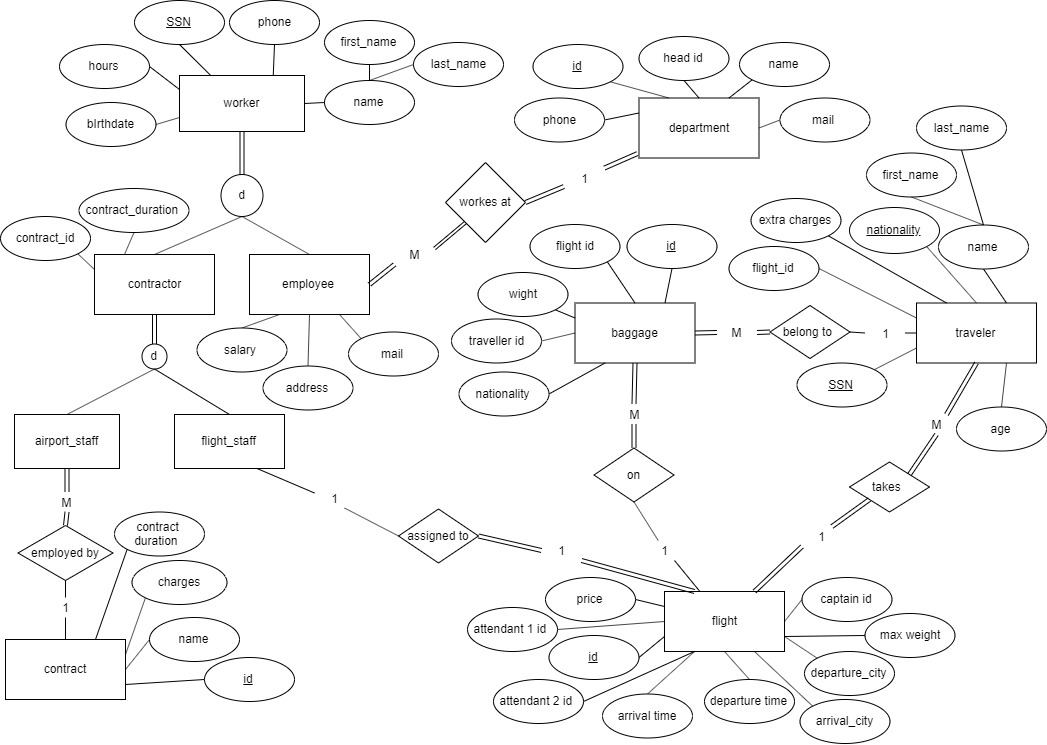 SSN
phone
first_name
last_name
hours
worker
name
birthdate
id
head id
name
phone
department
mail
last_name
first_name
d
workes at
1
M
contract_duration
contract_id
contractor
employee
flight id
id
extra charges
nationality
name
flight_id
wight
traveller id
baggage
M
belong to
1
traveler
nationality
SSN
age
d
salary
address
mail
airport_staff
flight_staff
M
M
on
takes
M
1
contract
duration
employed by
assigned to
1
1
1
1
charges
name
id
contract
price
attendant 1 id
id
attendant 2 id
arrival time
departure time
flight
captain id
max weight
departure_city
arrival_city